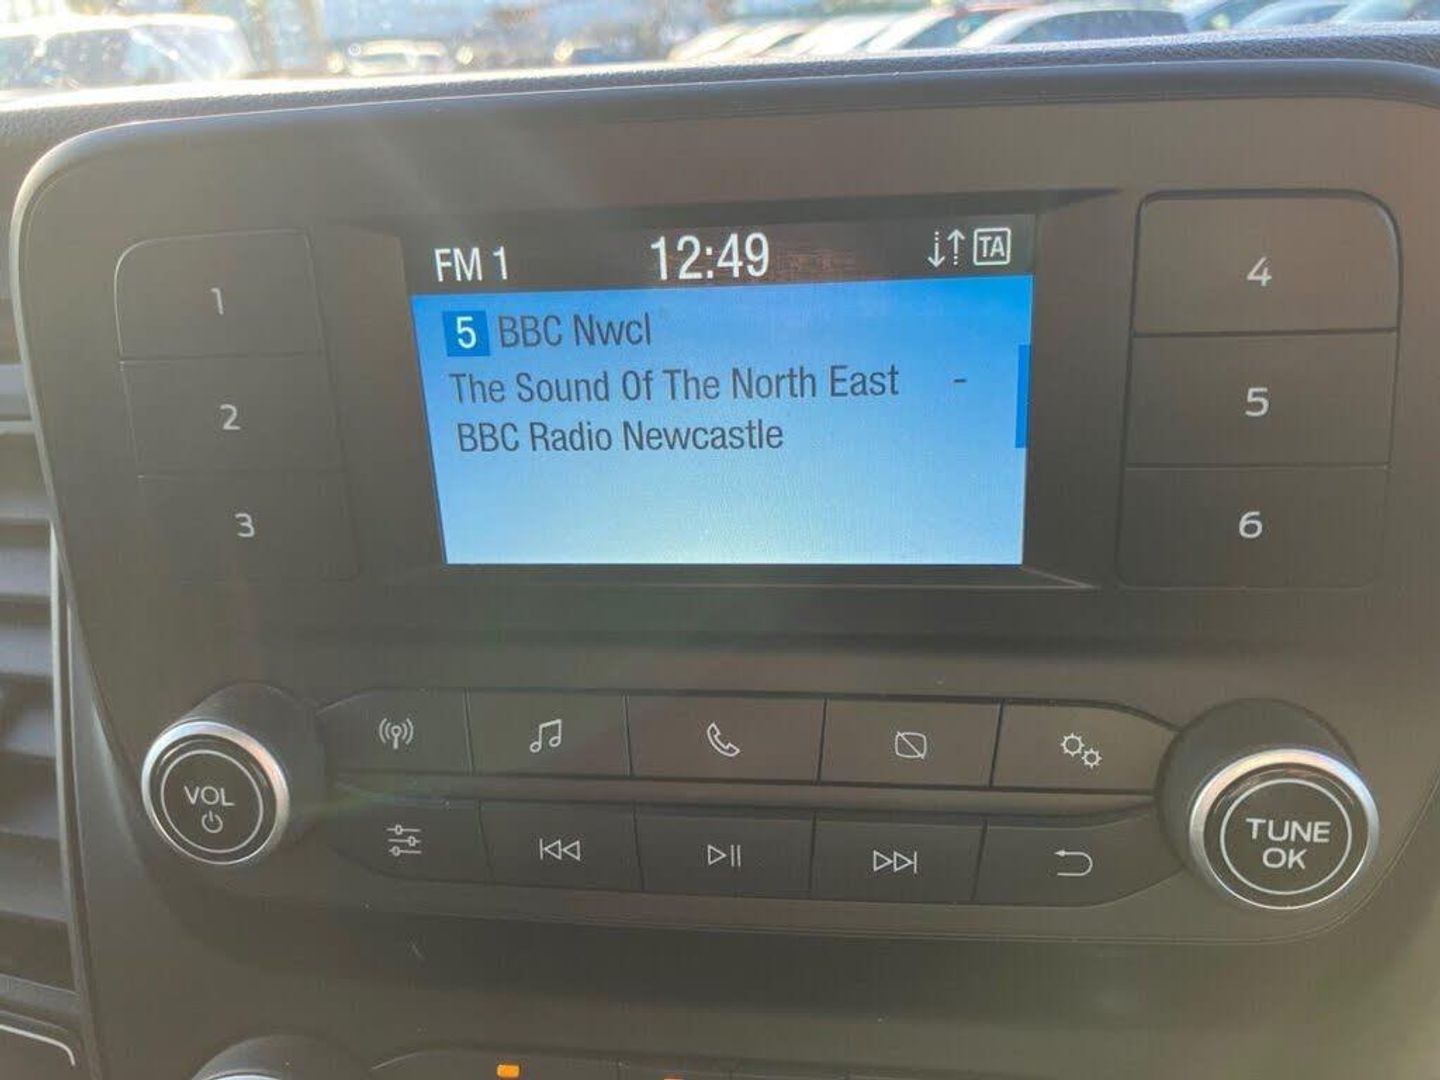 FM 1 12:49 TA
5 BBC Nwcl
The Sound Of The North East -
BBC Radio Newcastle
1
2
3
4
5
6
VOL
TUNE
OK